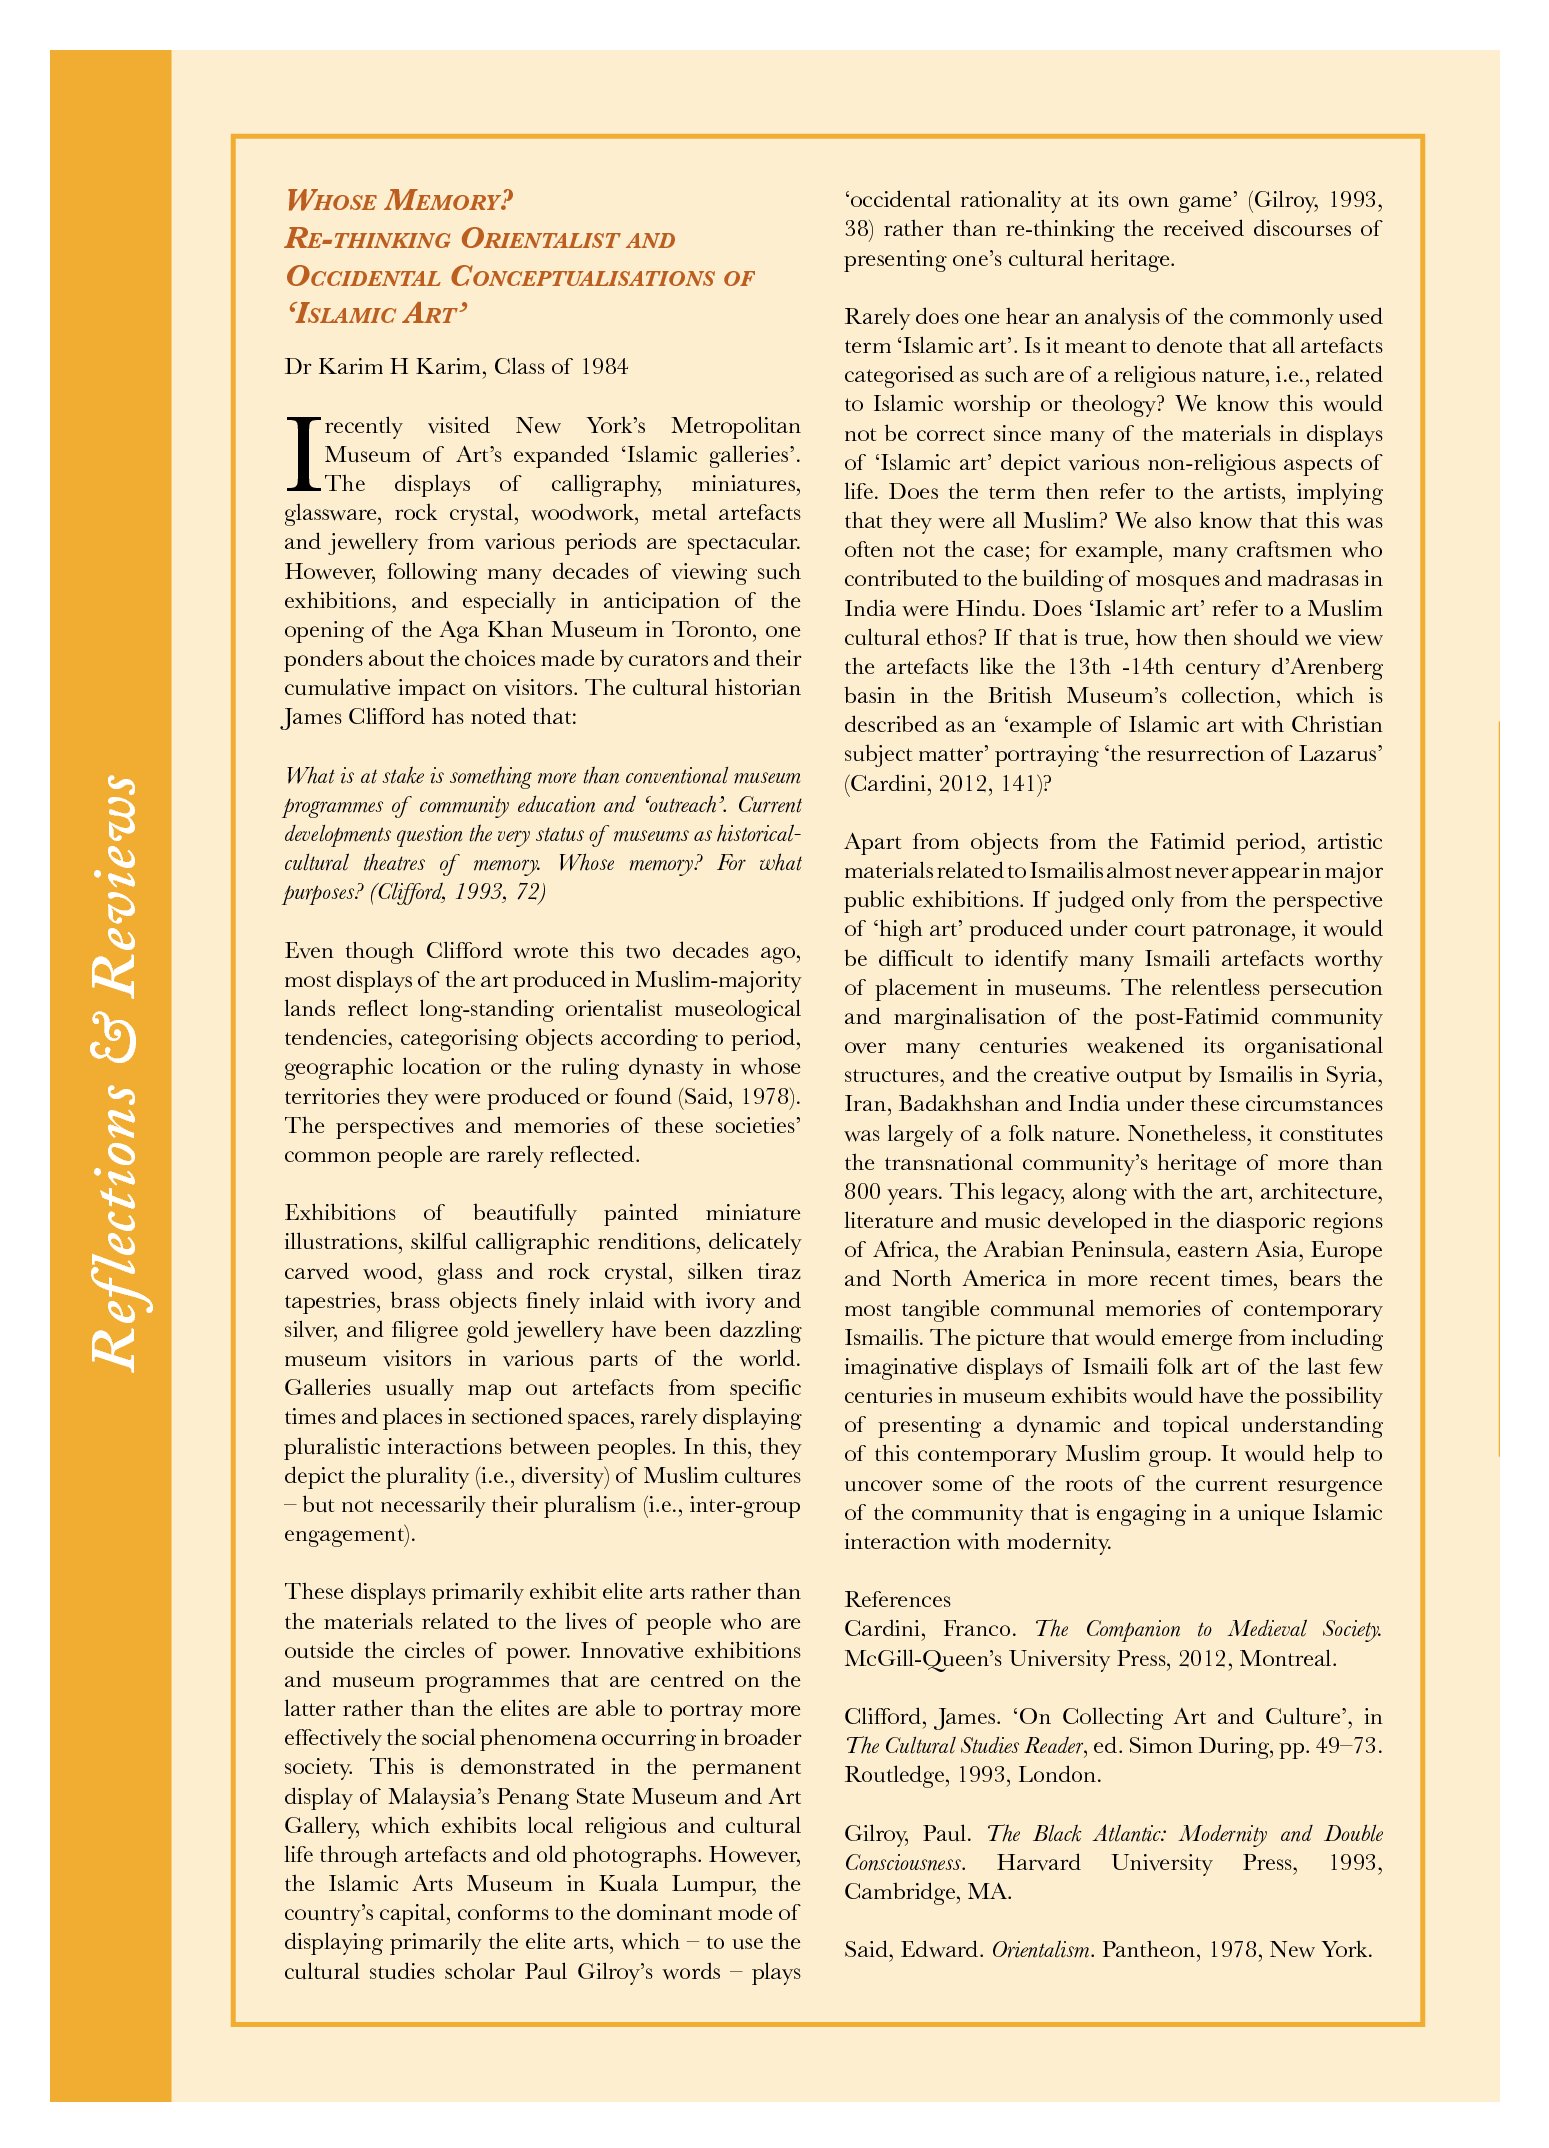 Reflections & Reviews
Whose Memory?
Re-thinking Orientalist and
Occidental Conceptualisations of
‘Islamic Art’
Dr Karim H Karim, Class of 1984
I recently visited New York’s Metropolitan
Museum of Art’s expanded ‘Islamic galleries’.
The displays of calligraphy, miniatures,
glassware, rock crystal, woodwork, metal artefacts
and jewellery from various periods are spectacular.
However, following many decades of viewing such
exhibitions, and especially in anticipation of the
opening of the Aga Khan Museum in Toronto, one
ponders about the choices made by curators and their
cumulative impact on visitors. The cultural historian
James Clifford has noted that:
What is at stake is something more than conventional museum
programmes of community education and ‘outreach’. Current
developments question the very status of museums as historical-
cultural theatres of memory. Whose memory? For what
purposes? (Clifford, 1993, 72)
Even though Clifford wrote this two decades ago,
most displays of the art produced in Muslim-majority
lands reflect long-standing orientalist museological
tendencies, categorising objects according to period,
geographic location or the ruling dynasty in whose
territories they were produced or found (Said, 1978).
The perspectives and memories of these societies’
common people are rarely reflected.
Exhibitions of beautifully painted miniature
illustrations, skilful calligraphic renditions, delicately
carved wood, glass and rock crystal, silken tiraz
tapestries, brass objects finely inlaid with ivory and
silver, and filigree gold jewellery have been dazzling
museum visitors in various parts of the world.
Galleries usually map out artefacts from specific
times and places in sectioned spaces, rarely displaying
pluralistic interactions between peoples. In this, they
depict the plurality (i.e., diversity) of Muslim cultures
– but not necessarily their pluralism (i.e., inter-group
engagement).
These displays primarily exhibit elite arts rather than
the materials related to the lives of people who are
outside the circles of power. Innovative exhibitions
and museum programmes that are centred on the
latter rather than the elites are able to portray more
effectively the social phenomena occurring in broader
society. This is demonstrated in the permanent
display of Malaysia’s Penang State Museum and Art
Gallery, which exhibits local religious and cultural
life through artefacts and old photographs. However,
the Islamic Arts Museum in Kuala Lumpur, the
country’s capital, conforms to the dominant mode of
displaying primarily the elite arts, which – to use the
cultural studies scholar Paul Gilroy’s words – plays
‘occidental rationality at its own game’ (Gilroy, 1993,
38) rather than re-thinking the received discourses of
presenting one’s cultural heritage.
Rarely does one hear an analysis of the commonly used
term ‘Islamic art’. Is it meant to denote that all artefacts
categorised as such are of a religious nature, i.e., related
to Islamic worship or theology? We know this would
not be correct since many of the materials in displays
of ‘Islamic art’ depict various non-religious aspects of
life. Does the term then refer to the artists, implying
that they were all Muslim? We also know that this was
often not the case; for example, many craftsmen who
contributed to the building of mosques and madrasas in
India were Hindu. Does ‘Islamic art’ refer to a Muslim
cultural ethos? If that is true, how then should we view
the artefacts like the 13th -14th century d’Arenberg
basin in the British Museum’s collection, which is
described as an ‘example of Islamic art with Christian
subject matter’ portraying ‘the resurrection of Lazarus’
(Cardini, 2012, 141)?
Apart from objects from the Fatimid period, artistic
materials related to Ismailis almost never appear in major
public exhibitions. If judged only from the perspective
of ‘high art’ produced under court patronage, it would
be difficult to identify many Ismaili artefacts worthy
of placement in museums. The relentless persecution
and marginalisation of the post-Fatimid community
over many centuries weakened its organisational
structures, and the creative output by Ismailis in Syria,
Iran, Badakhshan and India under these circumstances
was largely of a folk nature. Nonetheless, it constitutes
the transnational community’s heritage of more than
800 years. This legacy, along with the art, architecture,
literature and music developed in the diasporic regions
of Africa, the Arabian Peninsula, eastern Asia, Europe
and North America in more recent times, bears the
most tangible communal memories of contemporary
Ismailis. The picture that would emerge from including
imaginative displays of Ismaili folk art of the last few
centuries in museum exhibits would have the possibility
of presenting a dynamic and topical understanding
of this contemporary Muslim group. It would help to
uncover some of the roots of the current resurgence
of the community that is engaging in a unique Islamic
interaction with modernity.
References
Cardini, Franco. The Companion to Medieval Society.
McGill-Queen’s University Press, 2012, Montreal.
Clifford, James. ‘On Collecting Art and Culture’, in
The Cultural Studies Reader, ed. Simon During, pp. 49–73.
Routledge, 1993, London.
Gilroy, Paul. The Black Atlantic: Modernity and Double
Consciousness. Harvard University Press, 1993,
Cambridge, MA.
Said, Edward. Orientalism. Pantheon, 1978, New York.